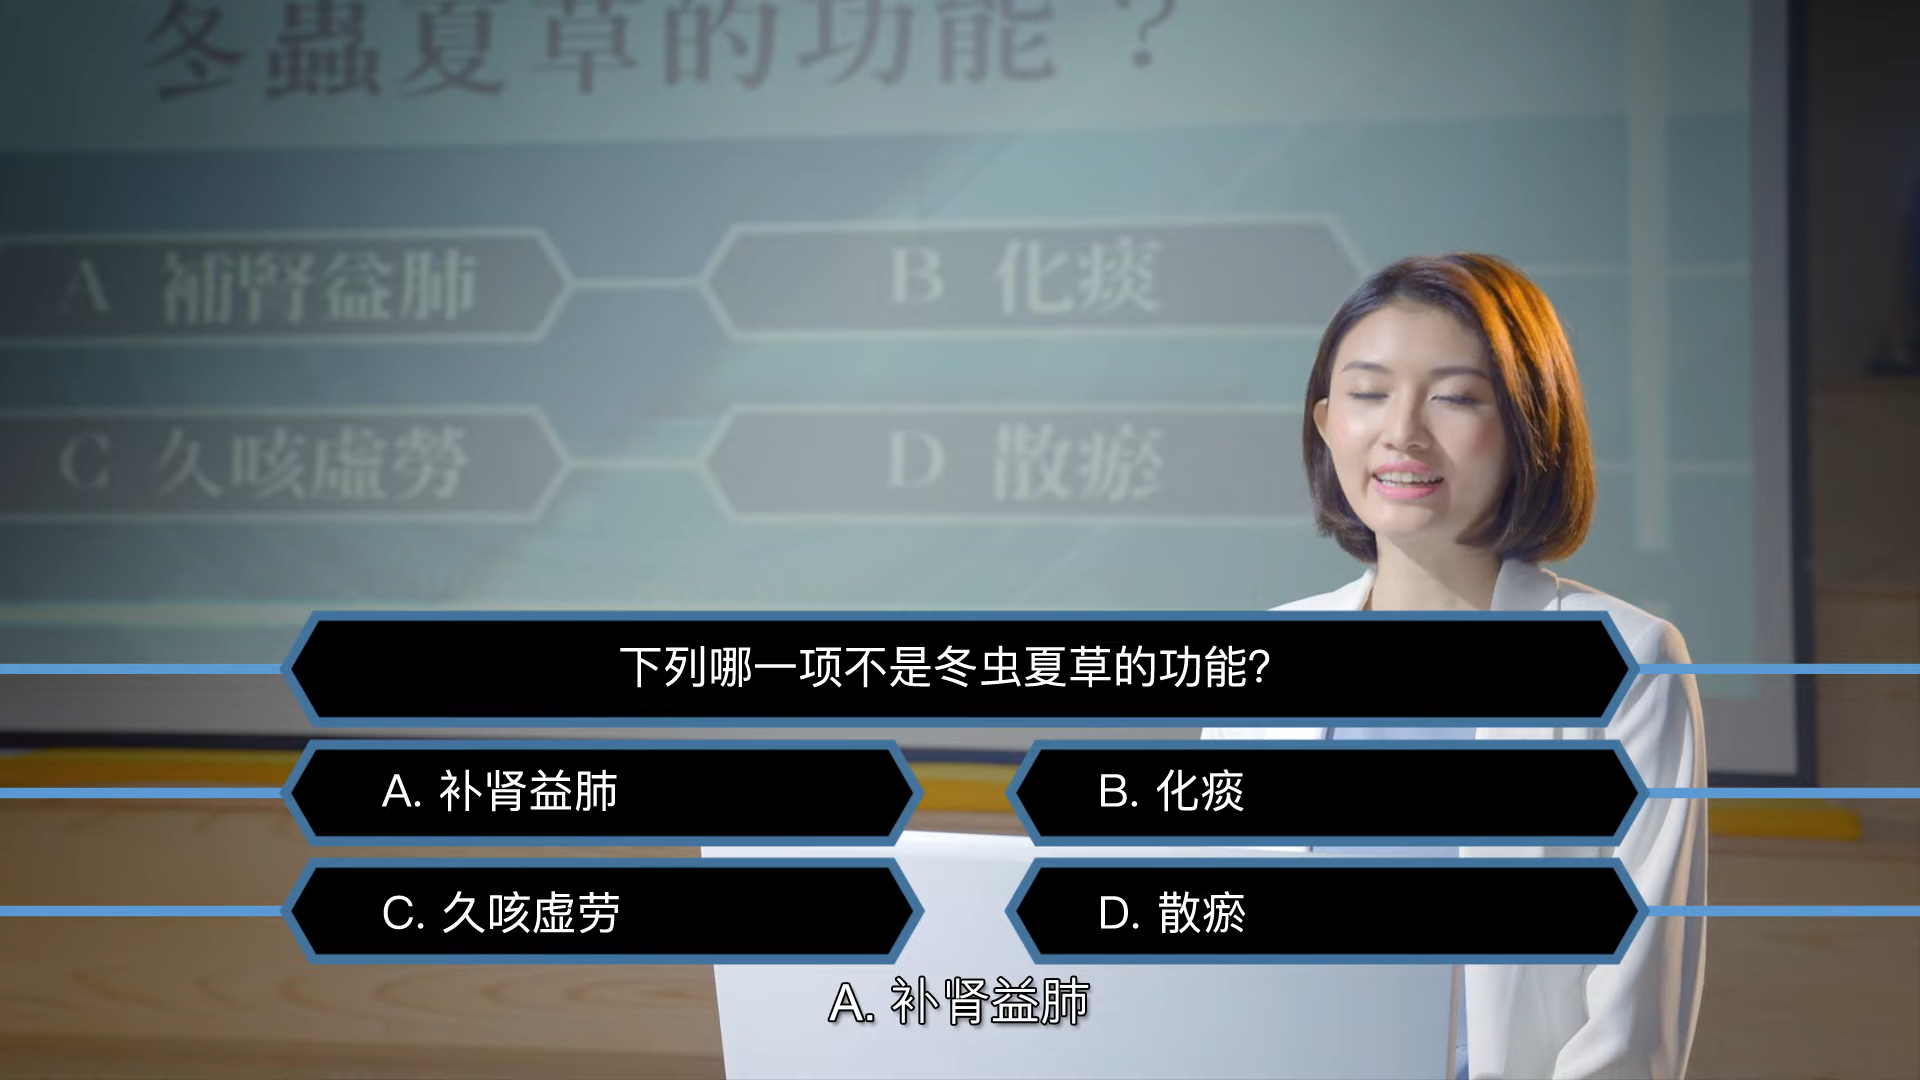 冬蟲夏草的功能？
A 補腎益肺
B 化痰
C 久咳虛勞
D 散瘀
下列哪一项不是冬虫夏草的功能?
A. 补肾益肺
B. 化痰
C. 久咳虚劳
D. 散瘀
A. 补肾益肺